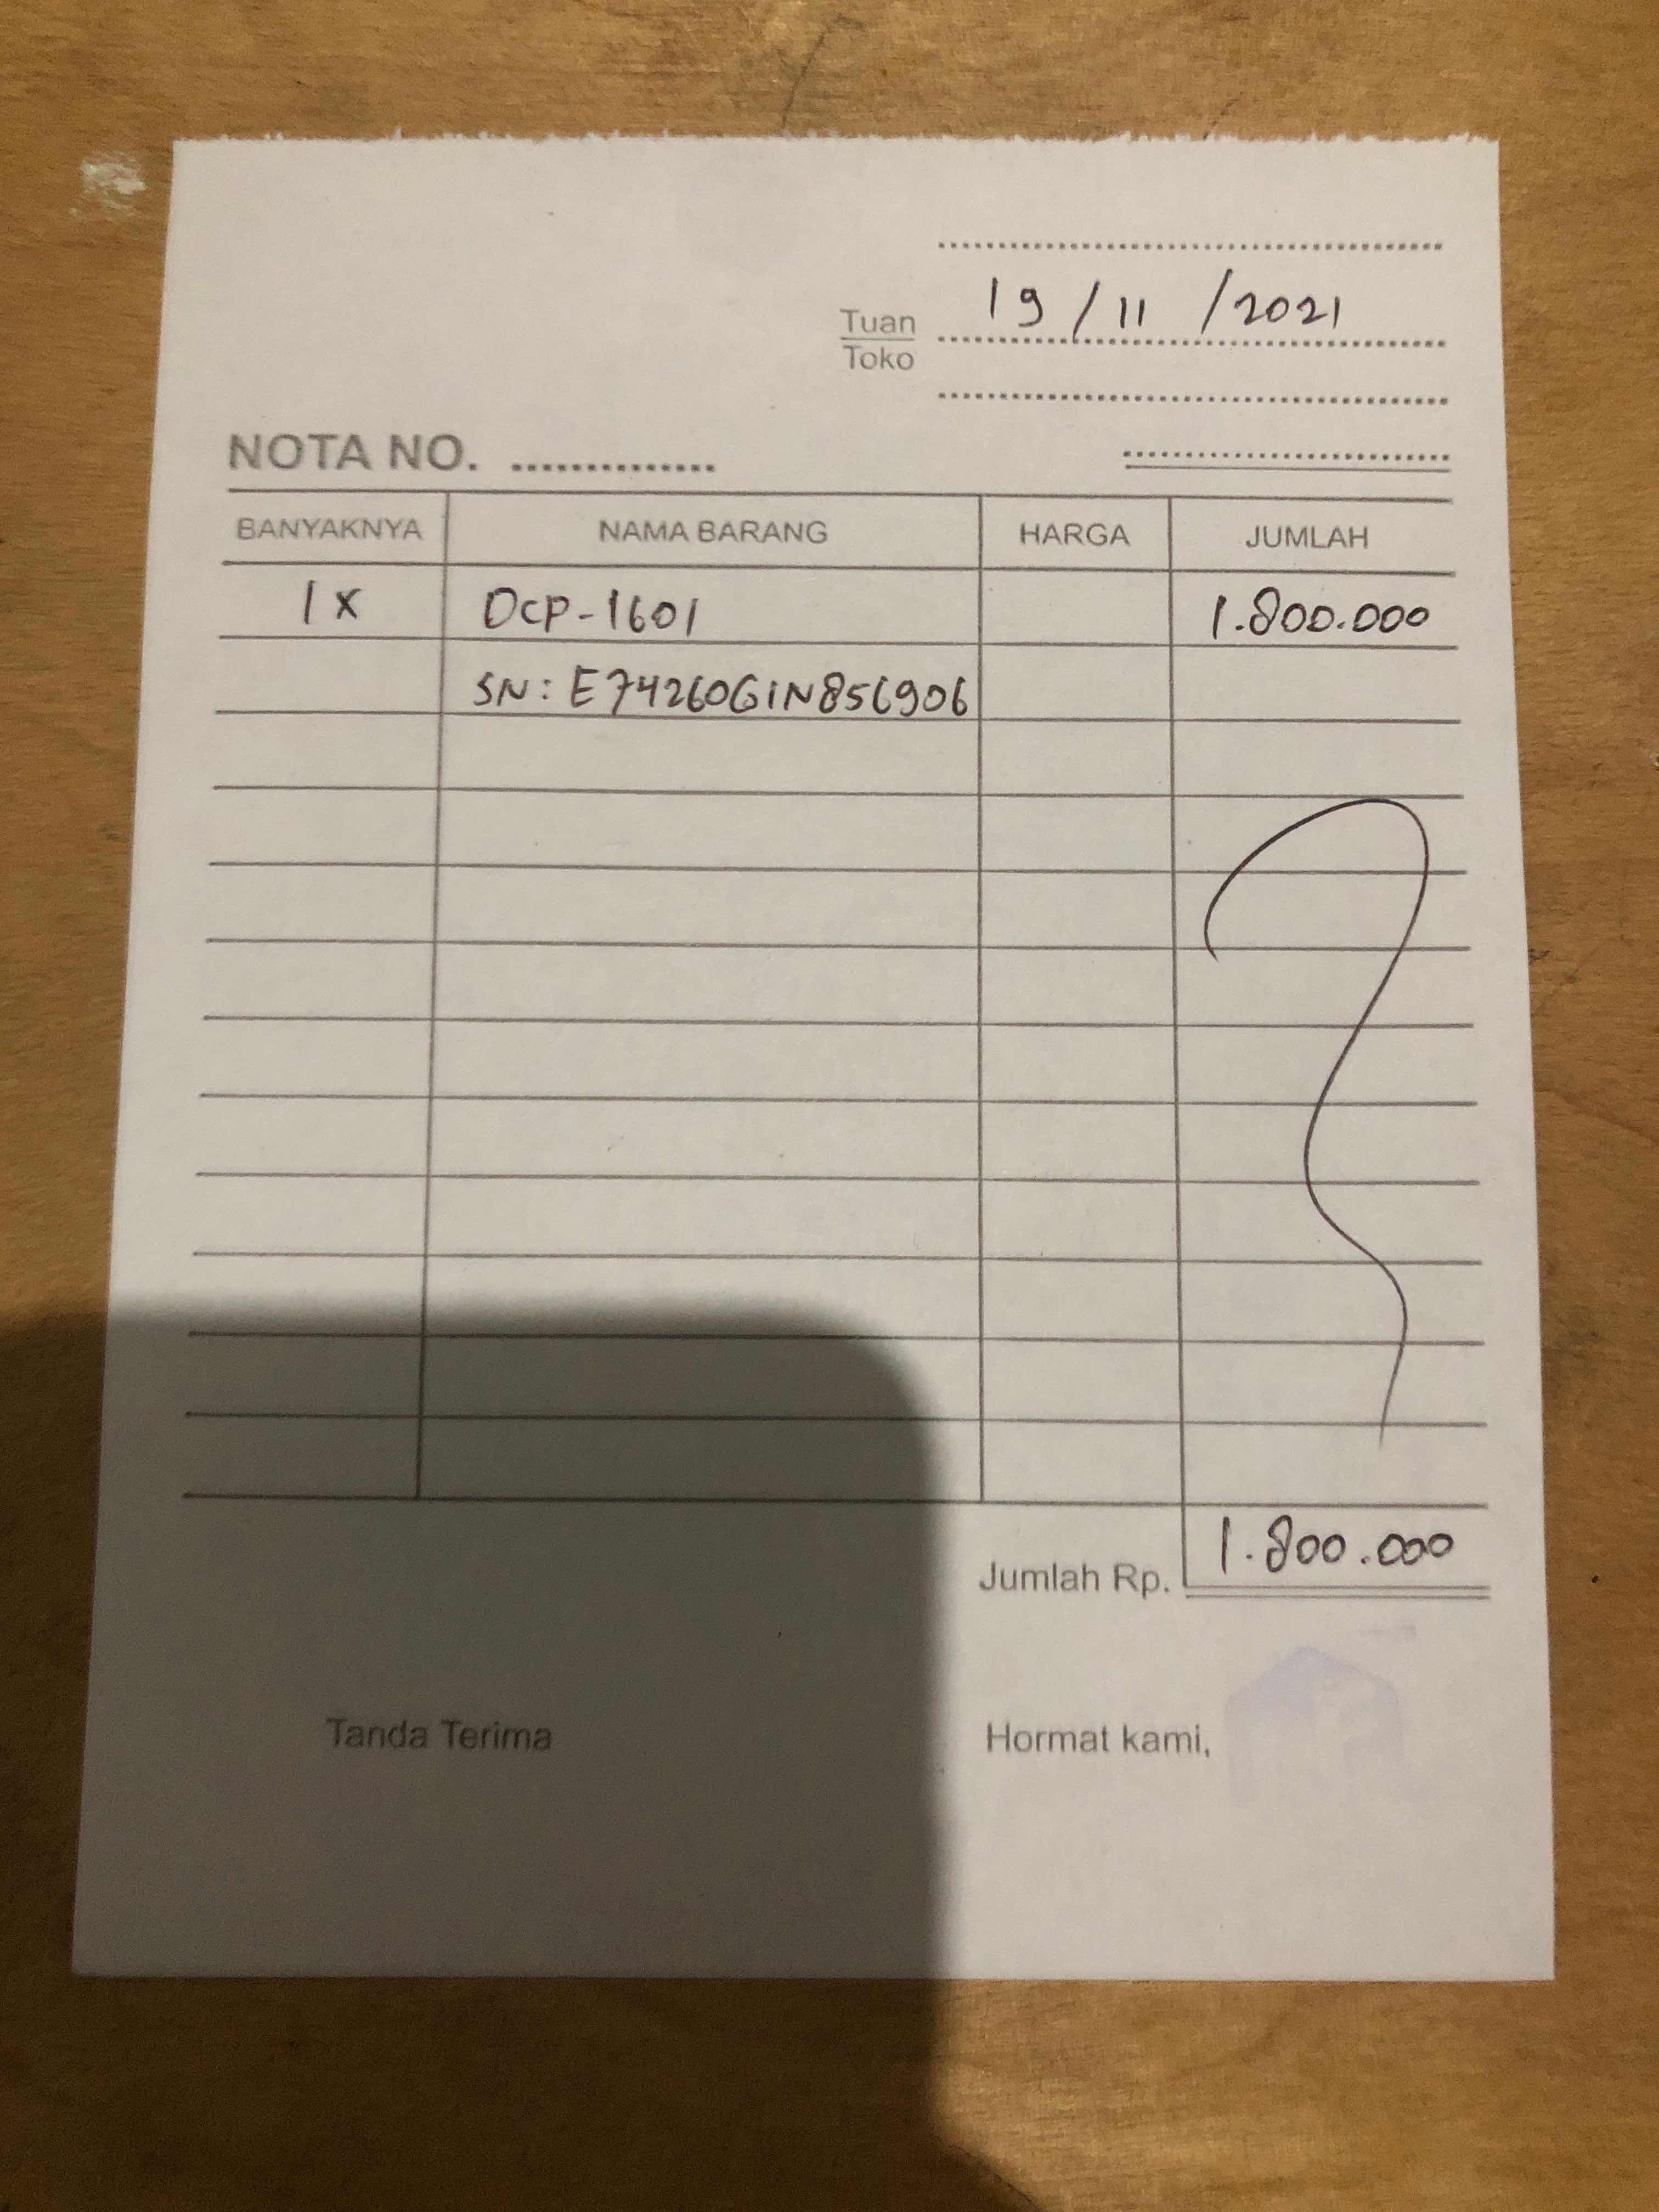 19/11/2021
Tuan
Toko
NOTA NO. ..............
BANYAKNYA NAMA BARANG HARGA JUMLAH
1x DCP-1601 1.800.000
SN: E74260G1N856906
Jumlah Rp. 1.800.000
Tanda Terima Hormat kami,